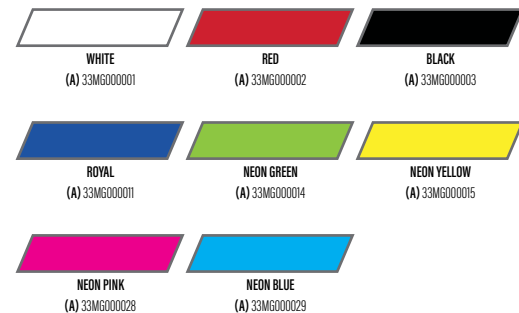 WHITE
(A) 33MG000001
RED
(A) 33MG000002
BLACK
(A) 33MG000003
ROYAL
(A) 33MG000011
NEON GREEN
(A) 33MG000014
NEON YELLOW
(A) 33MG000015
NEON PINK
(A) 33MG000028
NEON BLUE
(A) 33MG000029